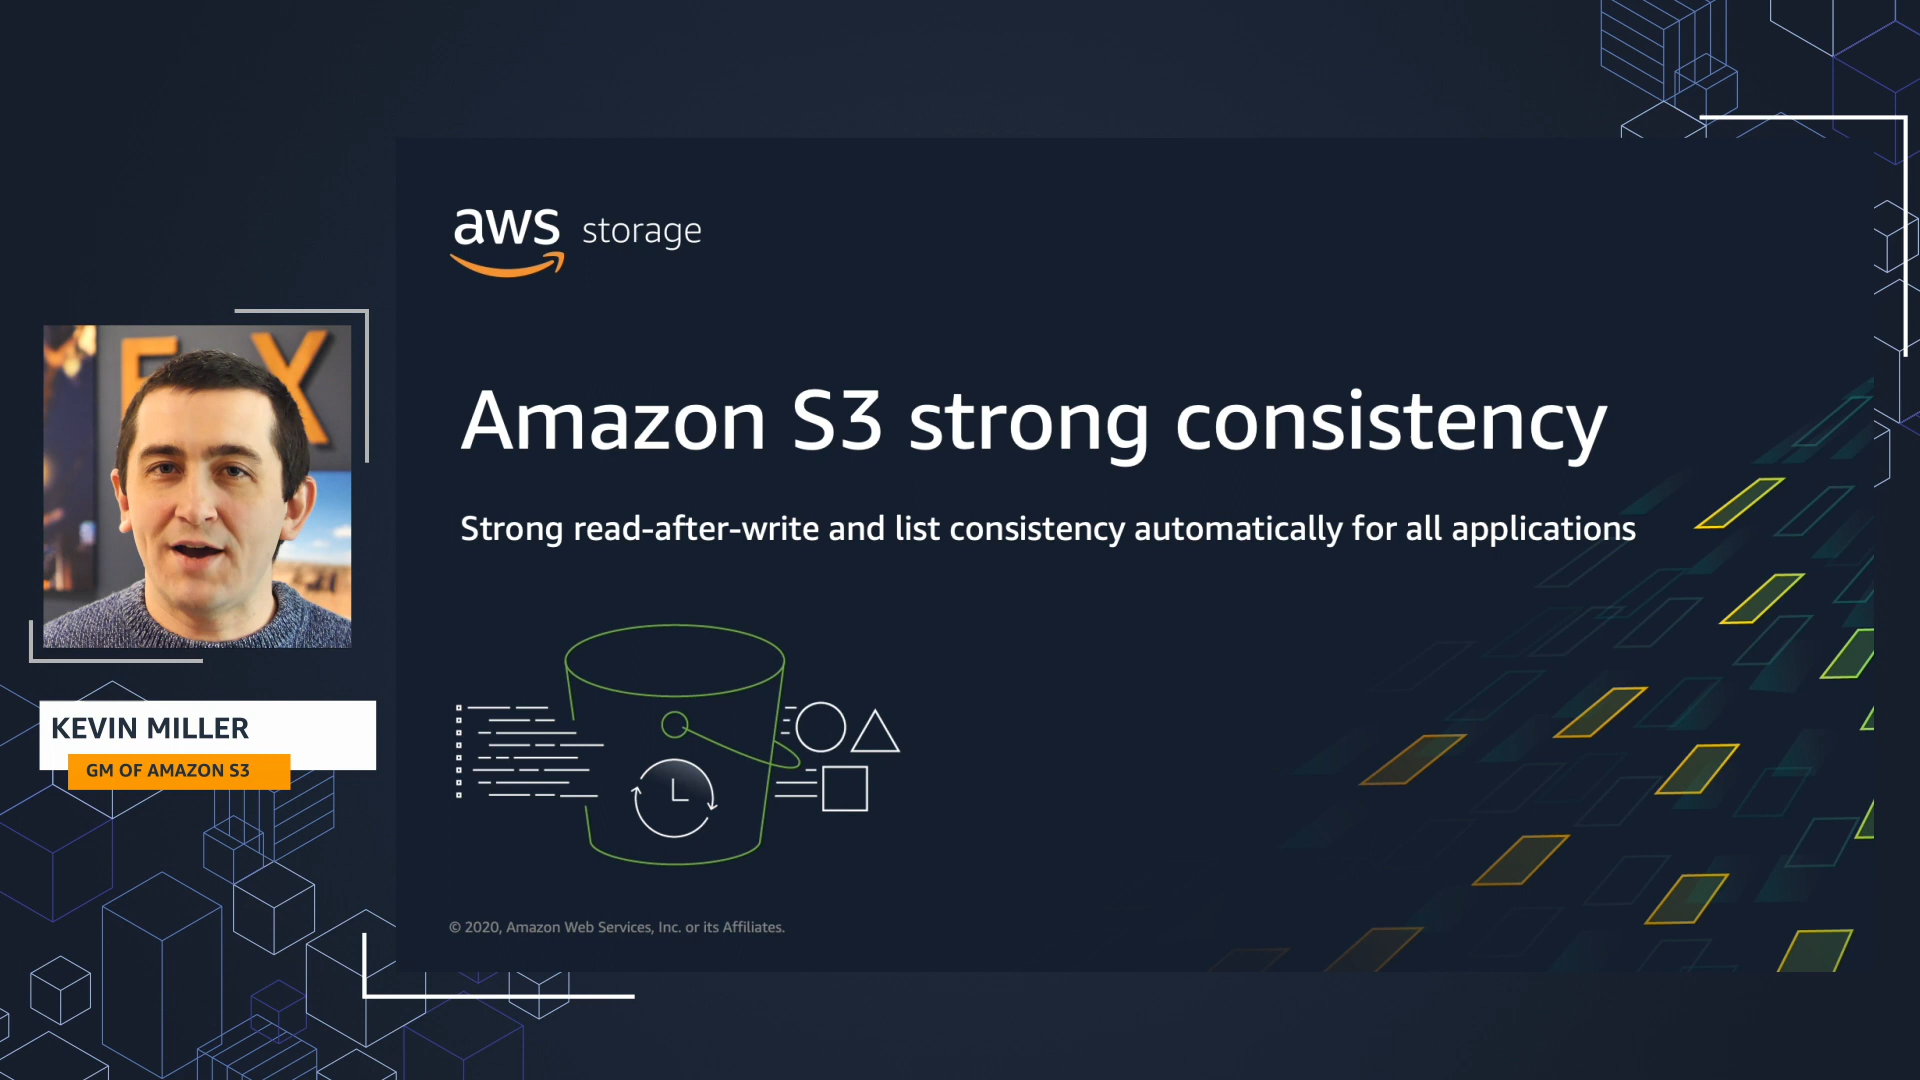 aws storage
Amazon S3 strong consistency
Strong read-after-write and list consistency automatically for all applications
E X
KEVIN MILLER
GM OF AMAZON S3
© 2020, Amazon Web Services, Inc. or its Affiliates.